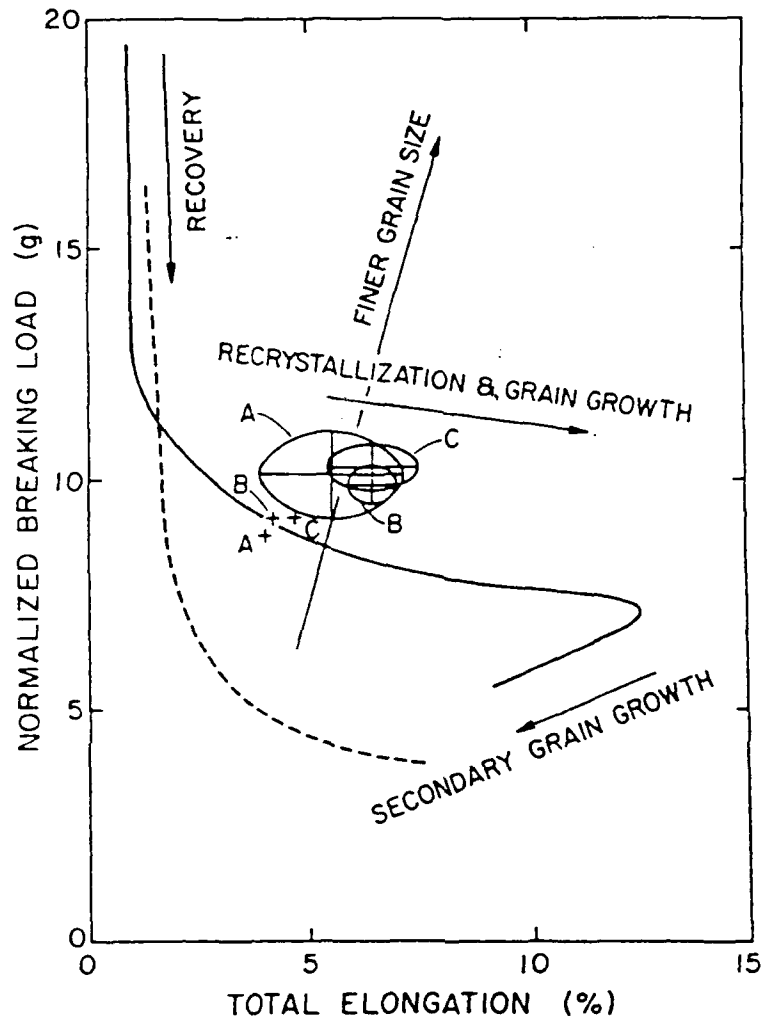 20
15
10
5
0
0
5
10
15
NORMALIZED BREAKING LOAD (g)
TOTAL ELONGATION (%)
RECOVERY
FINER GRAIN SIZE
RECRYSTALLIZATION & GRAIN GROWTH
A
C
B
B
C
A
SECONDARY GRAIN GROWTH